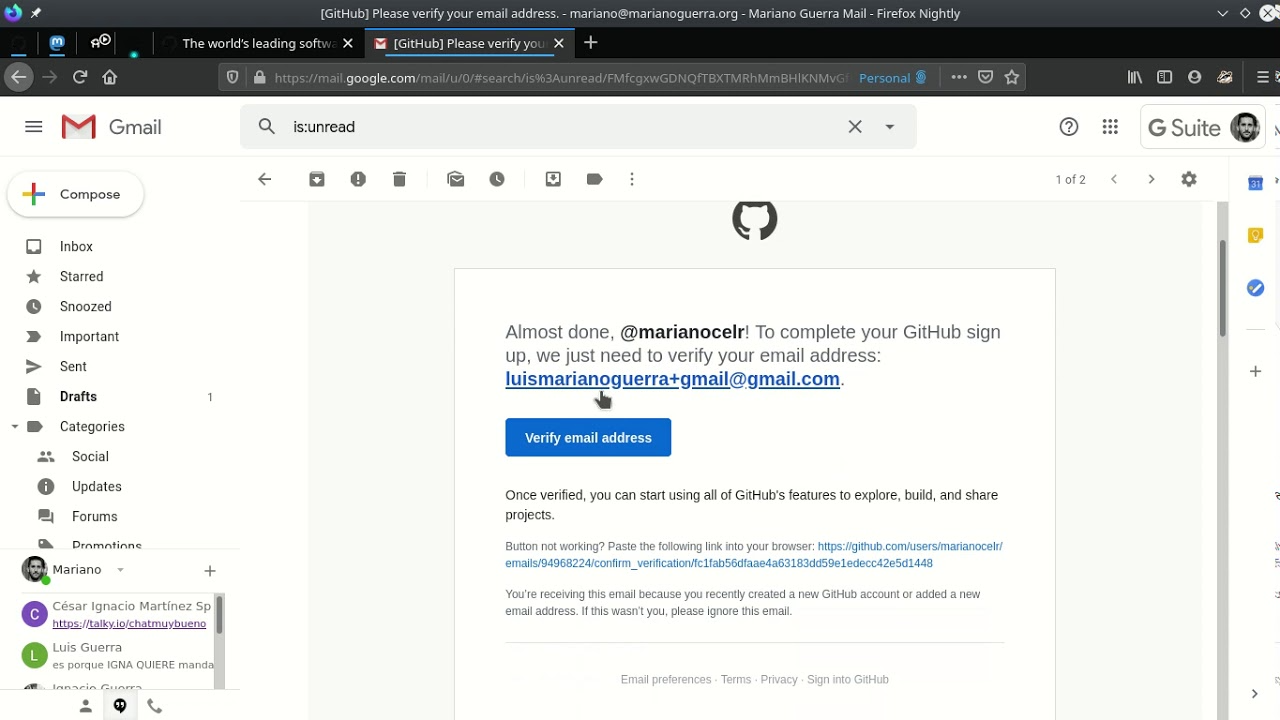 [GitHub] Please verify your email address. - mariano@marianoguerra.org - Mariano Guerra Mail - Firefox Nightly
The world's leading softwa
[GitHub] Please verify you
https://mail.google.com/mail/u/0/#search/is%3Aunread/FMfcgxwGDNQfTBXTMRhMmBHlKNMvG
Personal
Gmail
is:unread
G Suite
Compose
1 of 2
Inbox
Starred
Snoozed
Important
Sent
Drafts 1
Categories
Social
Updates
Forums
Promotions
Mariano
César Ignacio Martínez Sp
https://talky.io/chatmuybueno
Luis Guerra
es porque IGNA QUIERE manda
Ignacio Guerra
Almost done, @marianocelr! To complete your GitHub sign
up, we just need to verify your email address:
luismarianoguerra+gmail@gmail.com.
Verify email address
Once verified, you can start using all of GitHub's features to explore, build, and share
projects.
Button not working? Paste the following link into your browser: https://github.com/users/marianocelr/
emails/94968224/confirm_verification/fc1fab56dfaae4a63183dd59e1edecc42e5d1448
You're receiving this email because you recently created a new GitHub account or added a new
email address. If this wasn't you, please ignore this email.
Email preferences · Terms · Privacy · Sign into GitHub
31